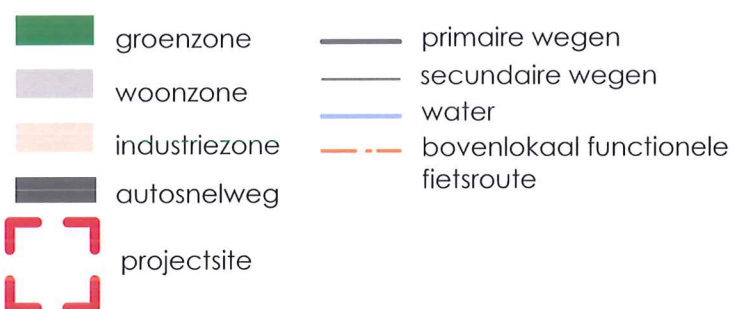 groenzone
woonzone
industriezone
autosnelweg
projectsite
primaire wegen
secundaire wegen
water
bovenlokaal functionele
fietsroute